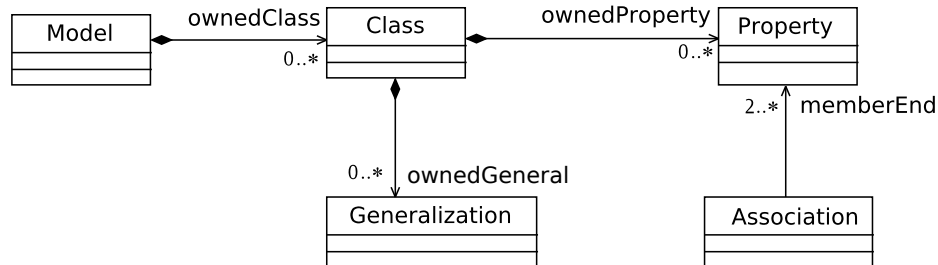 Model
ownedClass
0..*
Class
ownedProperty
0..*
Property
2..*
memberEnd
0..*
ownedGeneral
Generalization
Association